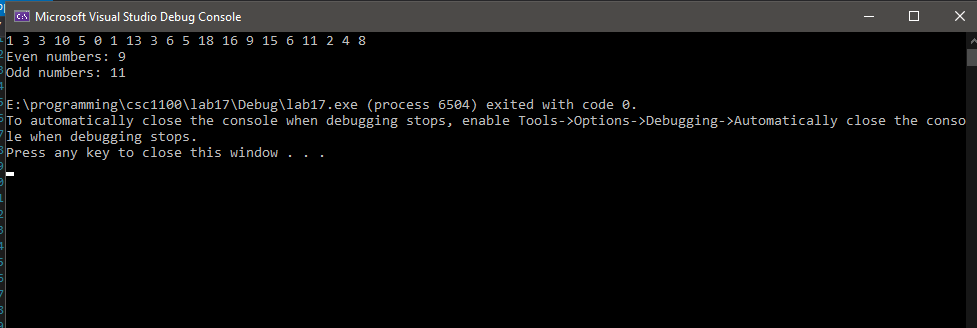 Microsoft Visual Studio Debug Console
1 3 3 10 5 0 1 13 3 6 5 18 16 9 15 6 11 2 4 8
Even numbers: 9
Odd numbers: 11
E:\programming\csc1100\lab17\Debug\lab17.exe (process 6504) exited with code 0.
To automatically close the console when debugging stops, enable Tools->Options->Debugging->Automatically close the conso
le when debugging stops.
Press any key to close this window . . .